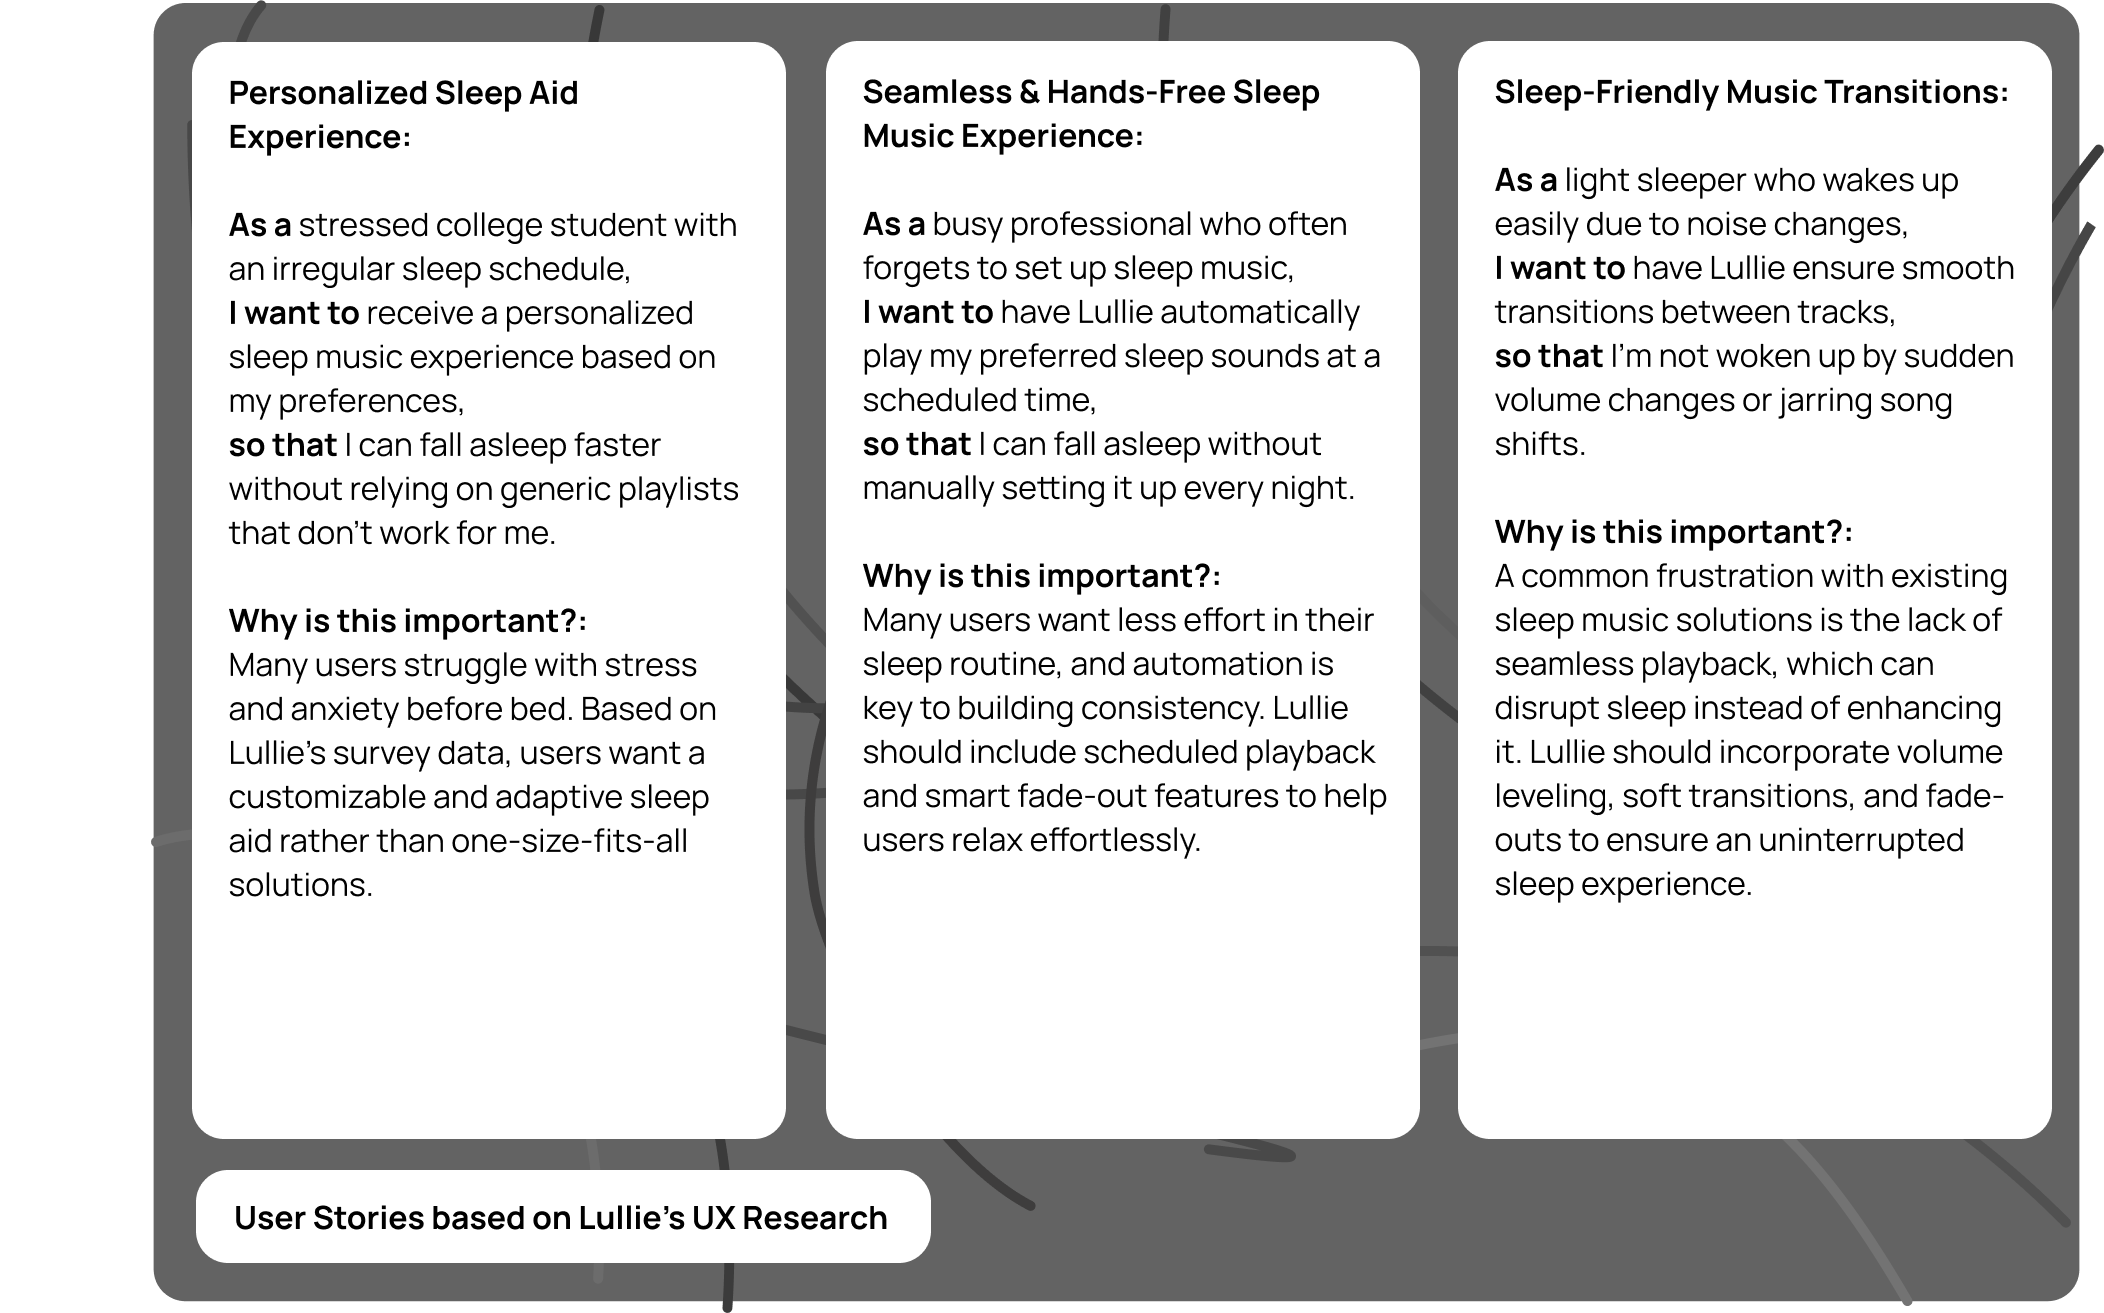 Personalized Sleep Aid
Experience:
As a stressed college student with
an irregular sleep schedule,
I want to receive a personalized
sleep music experience based on
my preferences,
so that I can fall asleep faster
without relying on generic playlists
that don’t work for me.
Why is this important?:
Many users struggle with stress
and anxiety before bed. Based on
Lullie’s survey data, users want a
customizable and adaptive sleep
aid rather than one-size-fits-all
solutions.
Seamless & Hands-Free Sleep
Music Experience:
As a busy professional who often
forgets to set up sleep music,
I want to have Lullie automatically
play my preferred sleep sounds at a
scheduled time,
so that I can fall asleep without
manually setting it up every night.
Why is this important?:
Many users want less effort in their
sleep routine, and automation is
key to building consistency. Lullie
should include scheduled playback
and smart fade-out features to help
users relax effortlessly.
Sleep-Friendly Music Transitions:
As a light sleeper who wakes up
easily due to noise changes,
I want to have Lullie ensure smooth
transitions between tracks,
so that I’m not woken up by sudden
volume changes or jarring song
shifts.
Why is this important?:
A common frustration with existing
sleep music solutions is the lack of
seamless playback, which can
disrupt sleep instead of enhancing
it. Lullie should incorporate volume
leveling, soft transitions, and fade-
outs to ensure an uninterrupted
sleep experience.
User Stories based on Lullie’s UX Research